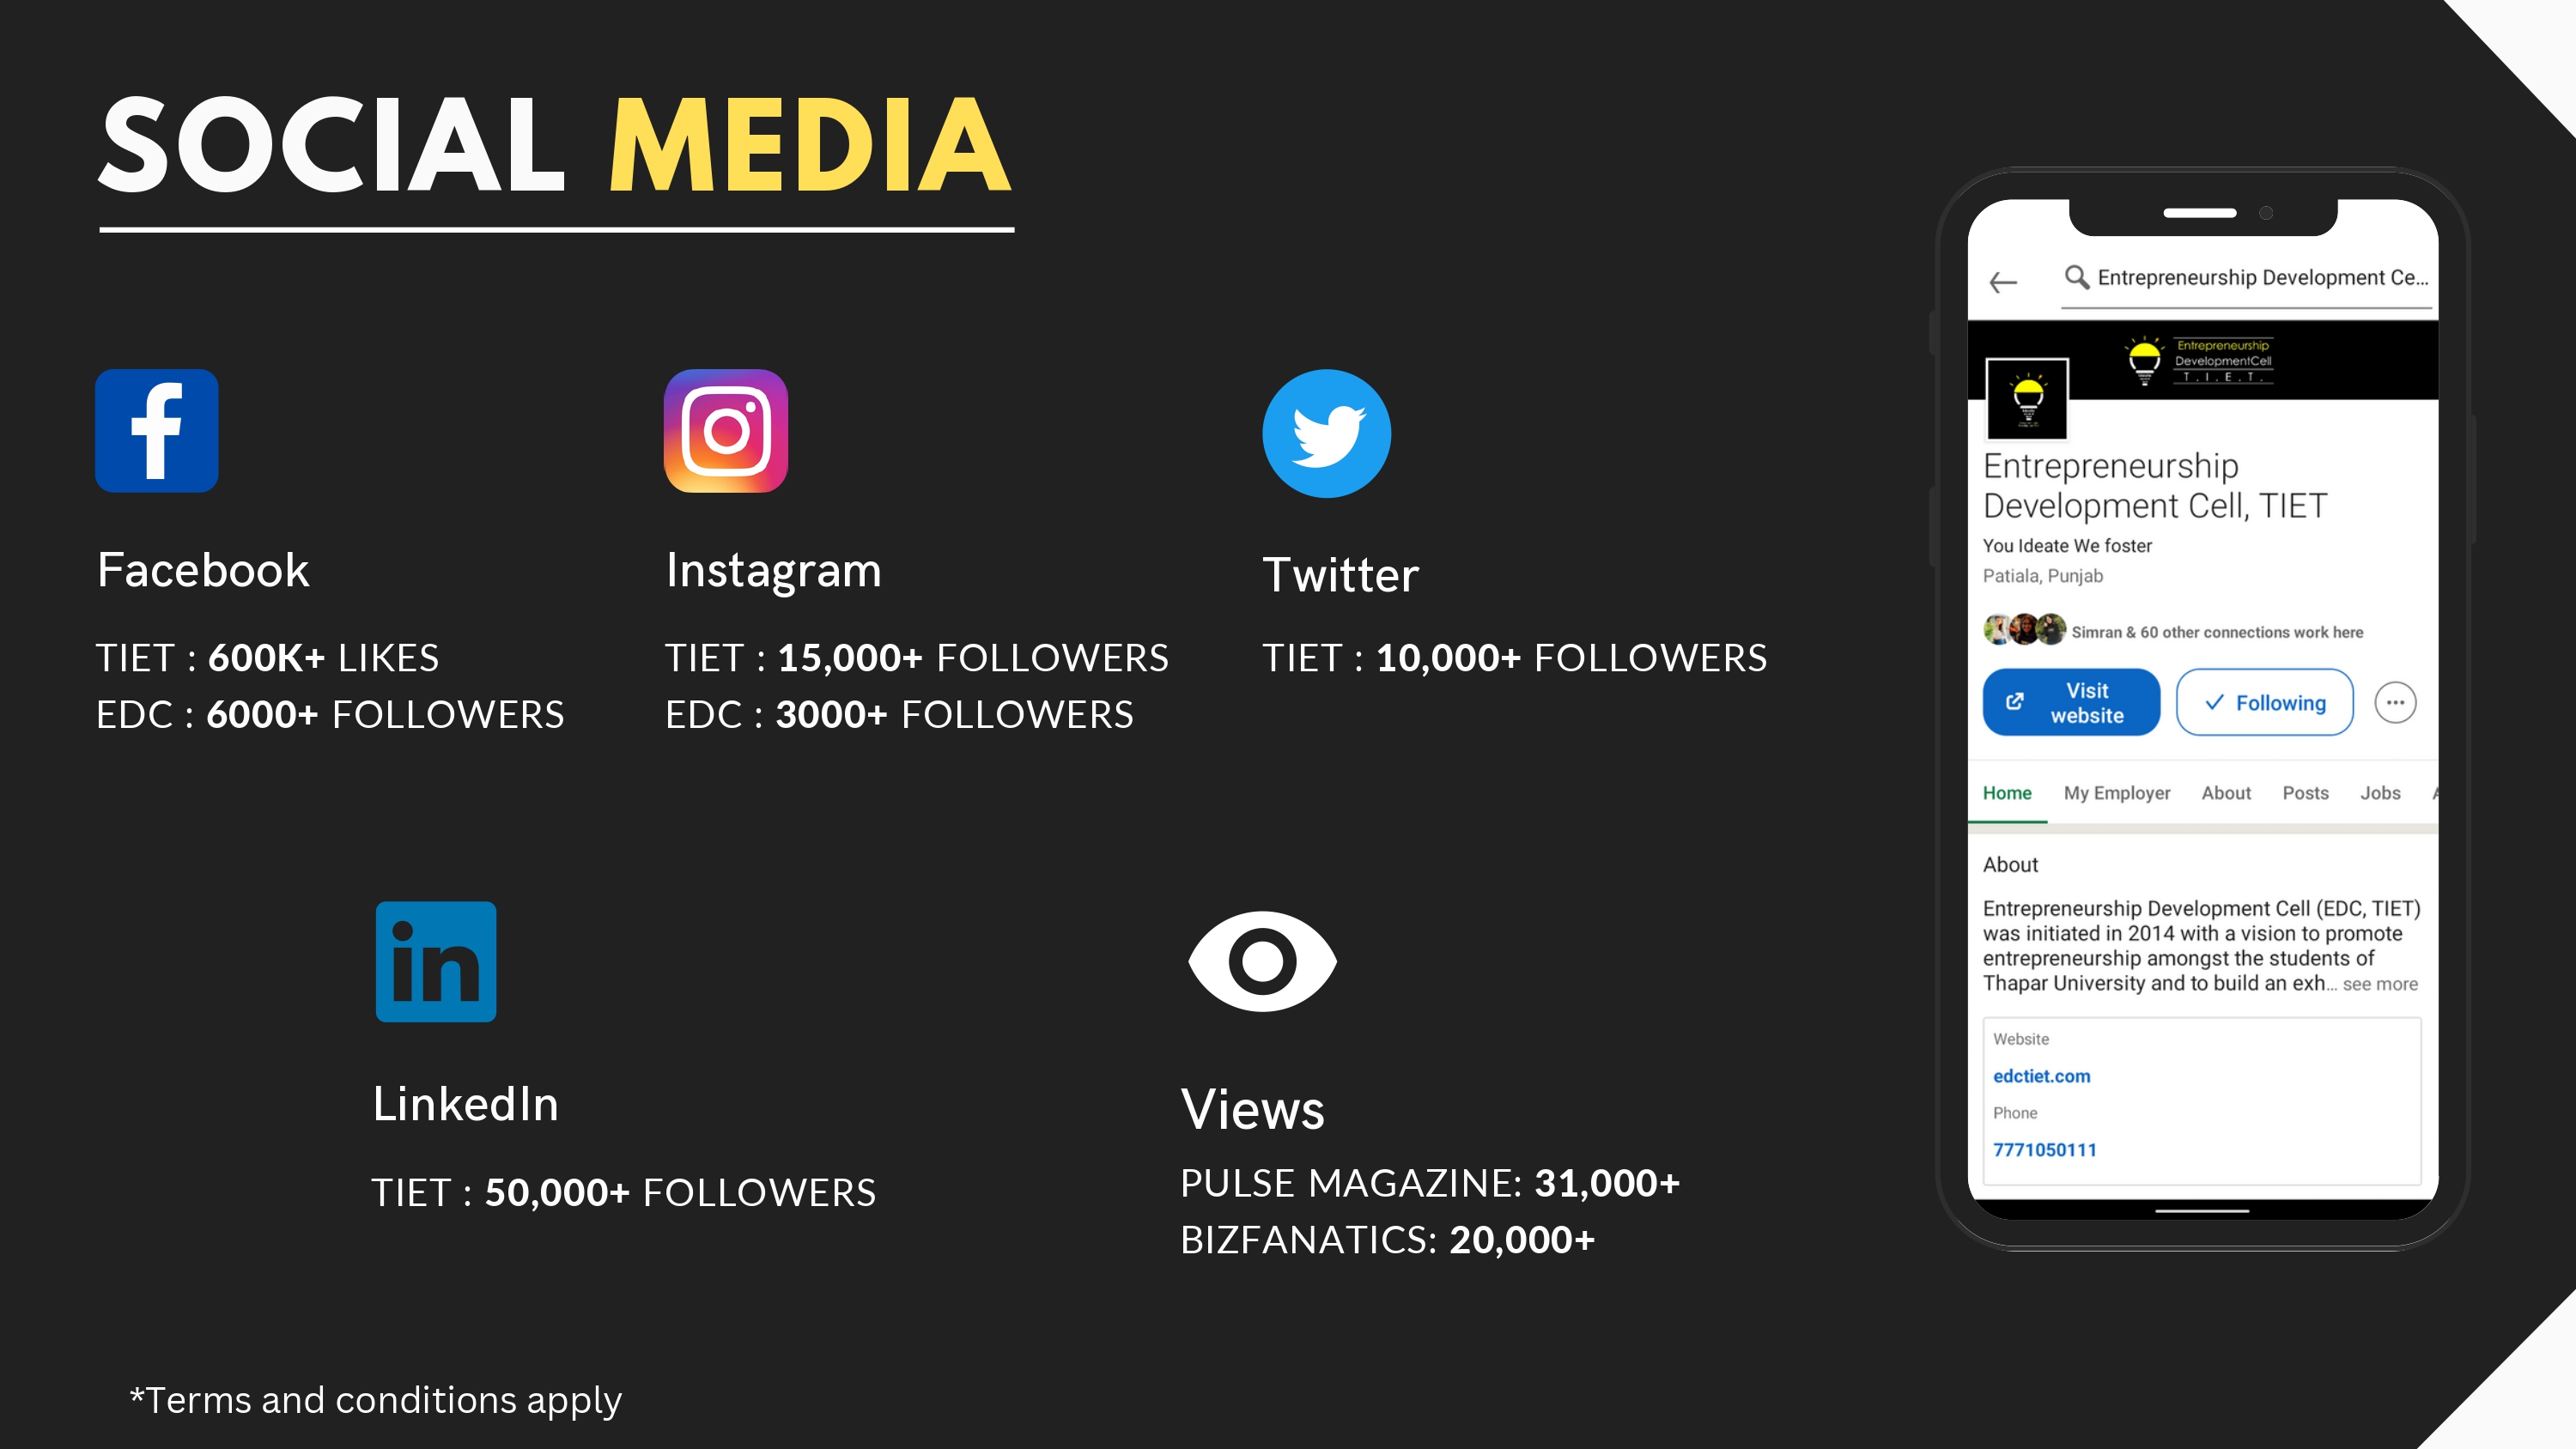 SOCIAL MEDIA
Facebook
TIET : 600K+ LIKES
EDC : 6000+ FOLLOWERS
Instagram
TIET : 15,000+ FOLLOWERS
EDC : 3000+ FOLLOWERS
Twitter
TIET : 10,000+ FOLLOWERS
in
LinkedIn
TIET : 50,000+ FOLLOWERS
Views
PULSE MAGAZINE: 31,000+
BIZFANATICS: 20,000+
*Terms and conditions apply
Entrepreneurship Development Ce...
Entrepreneurship
DevelopmentCell
T.I.E.T.
Entrepreneurship
Development Cell, TIET
You Ideate We foster
Patiala, Punjab
Simran & 60 other connections work here
Visit
website
Following
Home My Employer About Posts Jobs
About
Entrepreneurship Development Cell (EDC, TIET)
was initiated in 2014 with a vision to promote
entrepreneurship amongst the students of
Thapar University and to build an exh... see more
Website
edctiet.com
Phone
7771050111